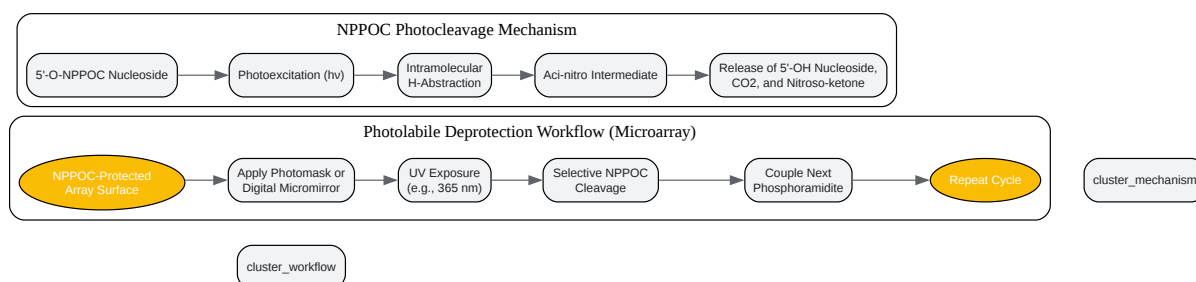 NPPOC Photocleavage Mechanism
5'-O-NPPOC Nucleoside
Photoexcitation (hv)
Intramolecular
H-Abstraction
Aci-nitro Intermediate
Release of 5'-OH Nucleoside,
CO2, and Nitroso-ketone
Photolabile Deprotection Workflow (Microarray)
NPPOC-Protected
Array Surface
Apply Photomask or
Digital Micromirror
UV Exposure
(e.g., 365 nm)
Selective NPPOC
Cleavage
Couple Next
Phosphoramidite
Repeat Cycle
cluster_mechanism
cluster_workflow